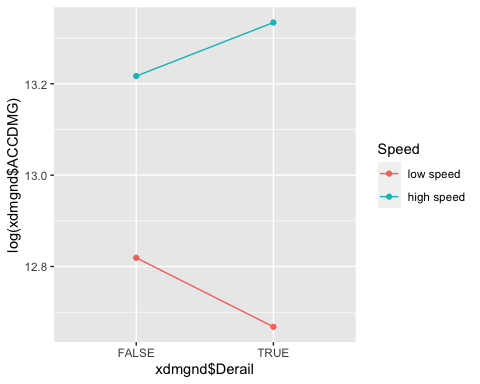 log(xdmgnd$ACCDMG)
13.2
13.0
12.8
FALSE
TRUE
xdmgnd$Derail
Speed
low speed
high speed